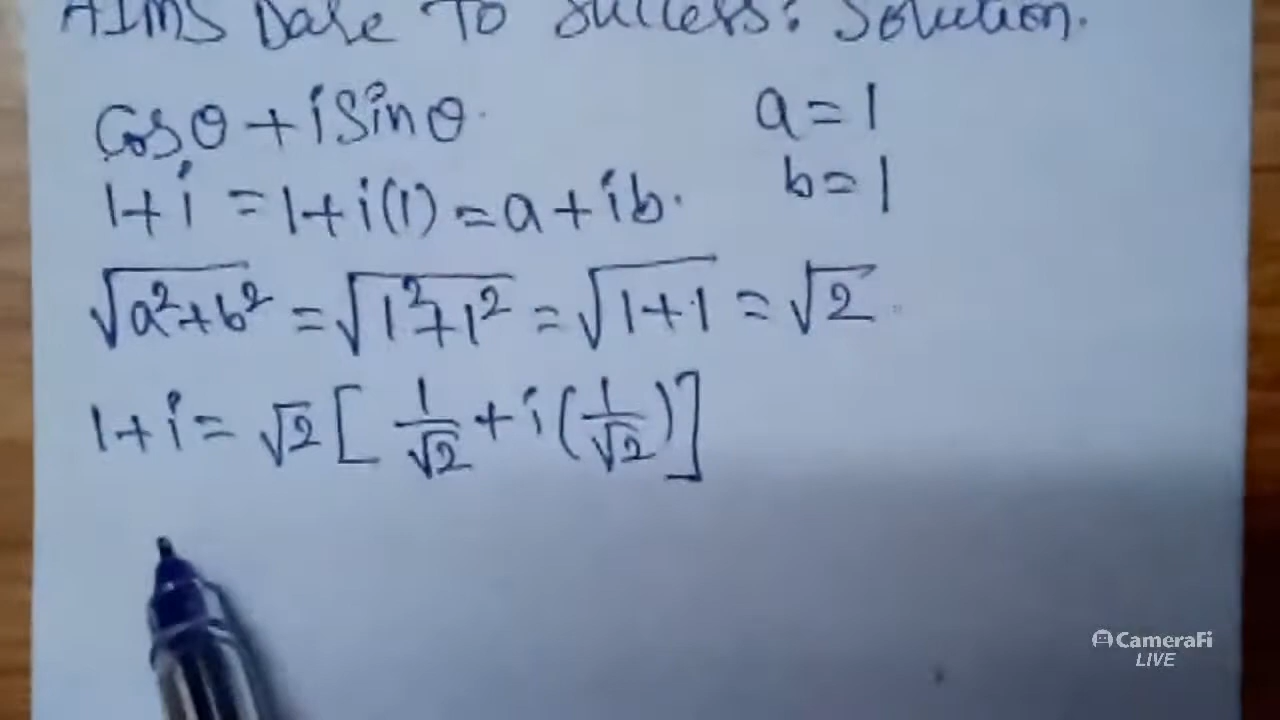 AIMS Dare To Success: Solution.
Cosθ + i Sinθ. a = 1
1 + i = 1 + i(1) = a + ib. b = 1
√a²+b² = √1²+1² = √1+1 = √2
1 + i = √2 [ 1/√2 + i (1/√2) ]
CameraFi
LIVE